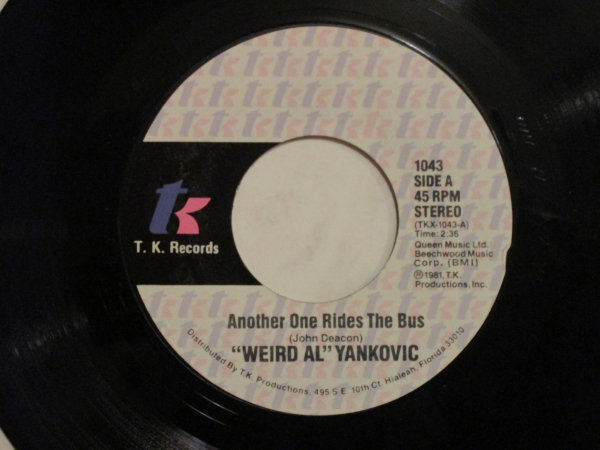 tk
T. K. Records
1043
SIDE A
45 RPM
STEREO
(TKX-1043-A)
Time: 2:36
Queen Music Ltd.
Beechwood Music
Corp. (BMI)
℗1981, T.K.
Productions, Inc.
Another One Rides The Bus
(John Deacon)
"WEIRD AL" YANKOVIC
Distributed By T.K. Productions, 495 S.E. 10th Ct. Hialeah, Florida 33010